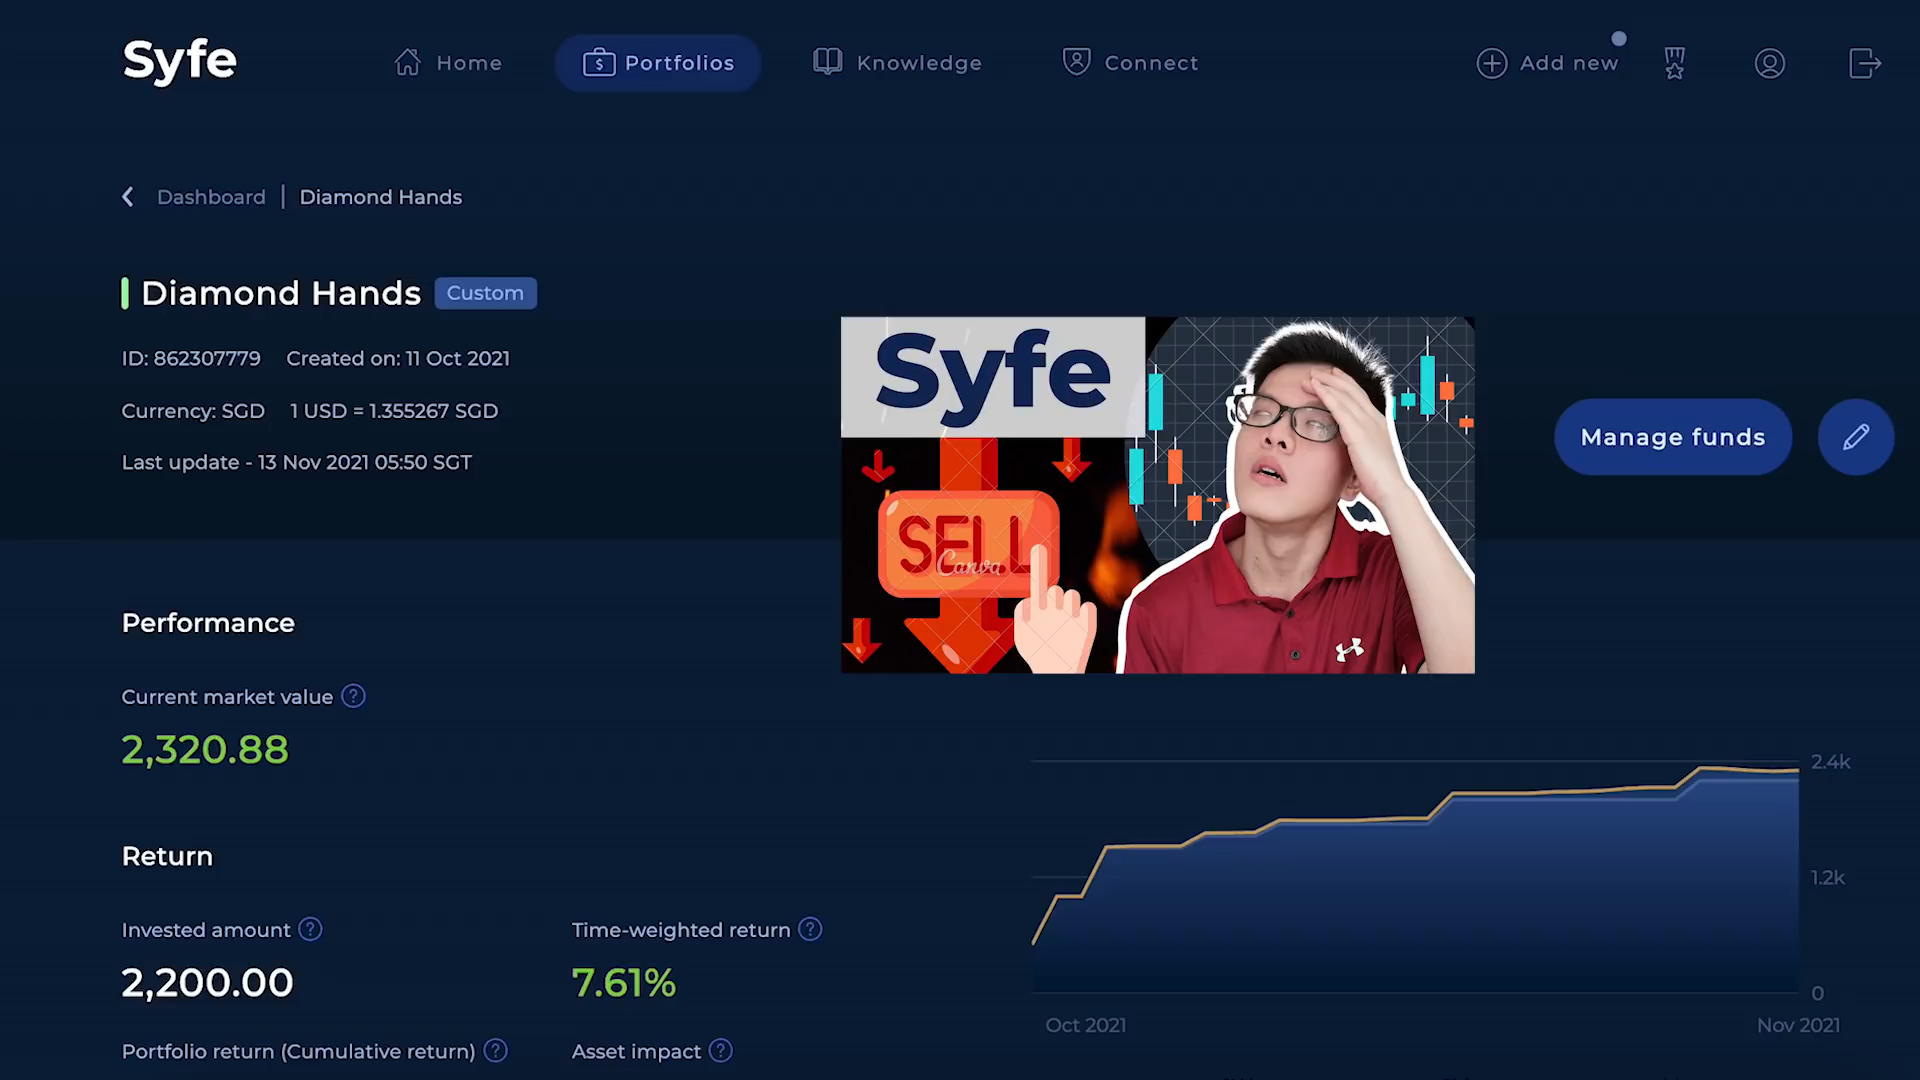 Syfe
Home
Portfolios
Knowledge
Connect
Add new
Dashboard | Diamond Hands
Diamond Hands
Custom
ID: 862307779 Created on: 11 Oct 2021
Currency: SGD 1 USD = 1.355267 SGD
Last update - 13 Nov 2021 05:50 SGT
Syfe
SELL
Canva
Manage funds
Performance
Current market value ?
2,320.88
Return
Invested amount ?
2,200.00
Time-weighted return ?
7.61%
Portfolio return (Cumulative return) ?
Asset impact ?
2.4k
1.2k
0
Oct 2021
Nov 2021